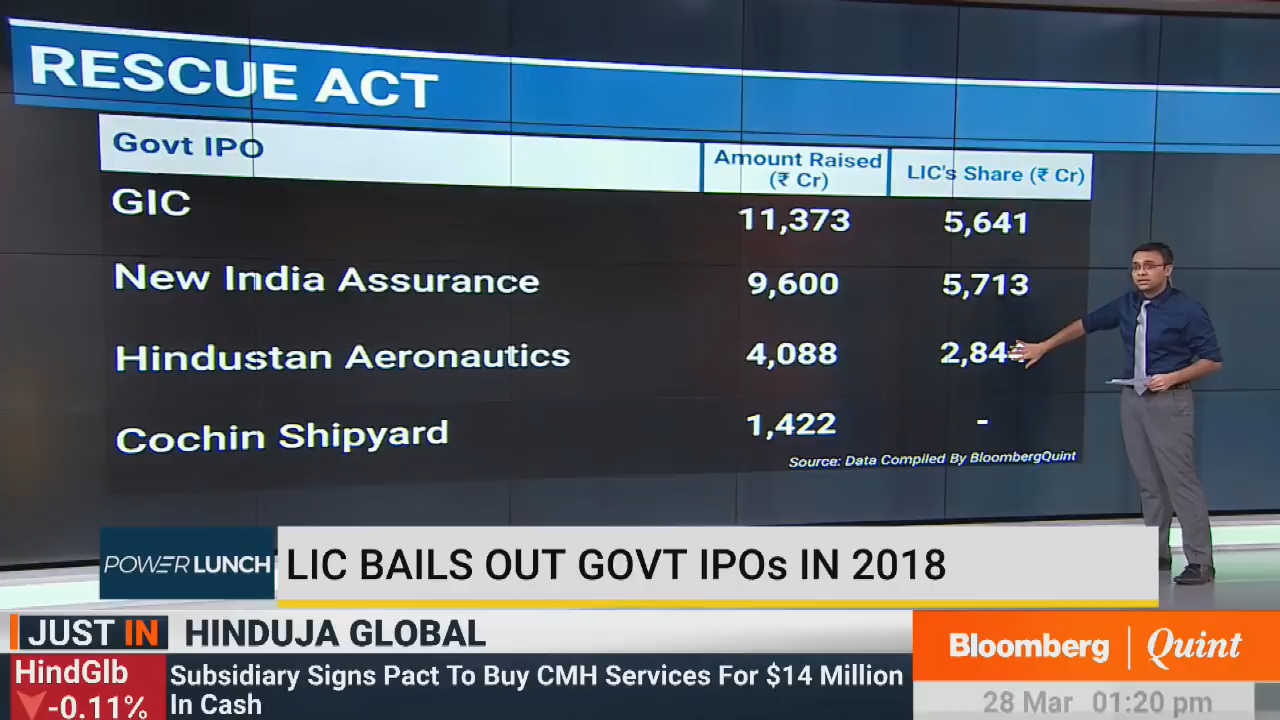 RESCUE ACT
Govt IPO
Amount Raised
(₹ Cr)
LIC's Share (₹ Cr)
GIC
11,373
5,641
New India Assurance
9,600
5,713
Hindustan Aeronautics
4,088
Cochin Shipyard
1,422
-
Source: Data Compiled By BloombergQuint
POWER LUNCH
LIC BAILS OUT GOVT IPOs IN 2018
JUST IN
HINDUJA GLOBAL
HindGlb
-0.11%
Subsidiary Signs Pact To Buy CMH Services For $14 Million
In Cash
Bloomberg | Quint
28 Mar 01:20 pm